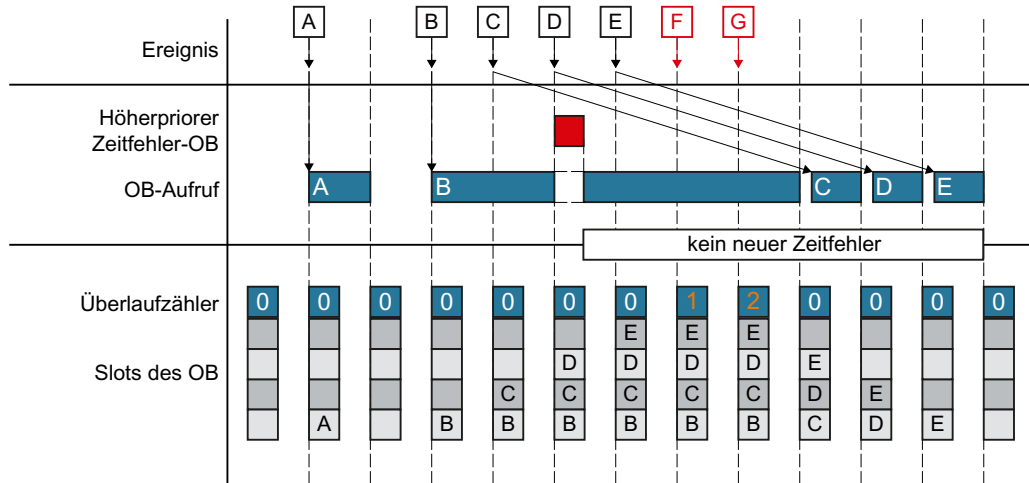 A B C D E F G
Ereignis
Höherpriorer
Zeitfehler-OB
OB-Aufruf
A B C D E
kein neuer Zeitfehler
Überlaufzähler
0 0 0 0 0 0 0 1 2 0 0 0 0
E E E
Slots des OB
D D D D E
C C C C C D E
A B B B B B B C D E